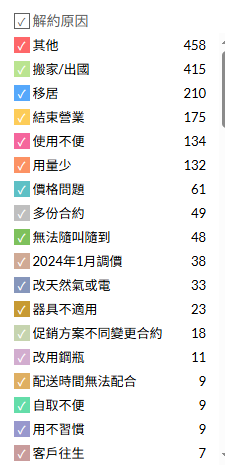 解約原因
其他 458
搬家/出國 415
移居 210
結束營業 175
使用不便 134
用量少 132
價格問題 61
多份合約 49
無法隨叫隨到 48
2024年1月調價 38
改天然氣或電 33
器具不適用 23
促銷方案不同變更合約 18
改用鋼瓶 11
配送時間無法配合 9
自取不便 9
用不習慣 9
客戶往生 7